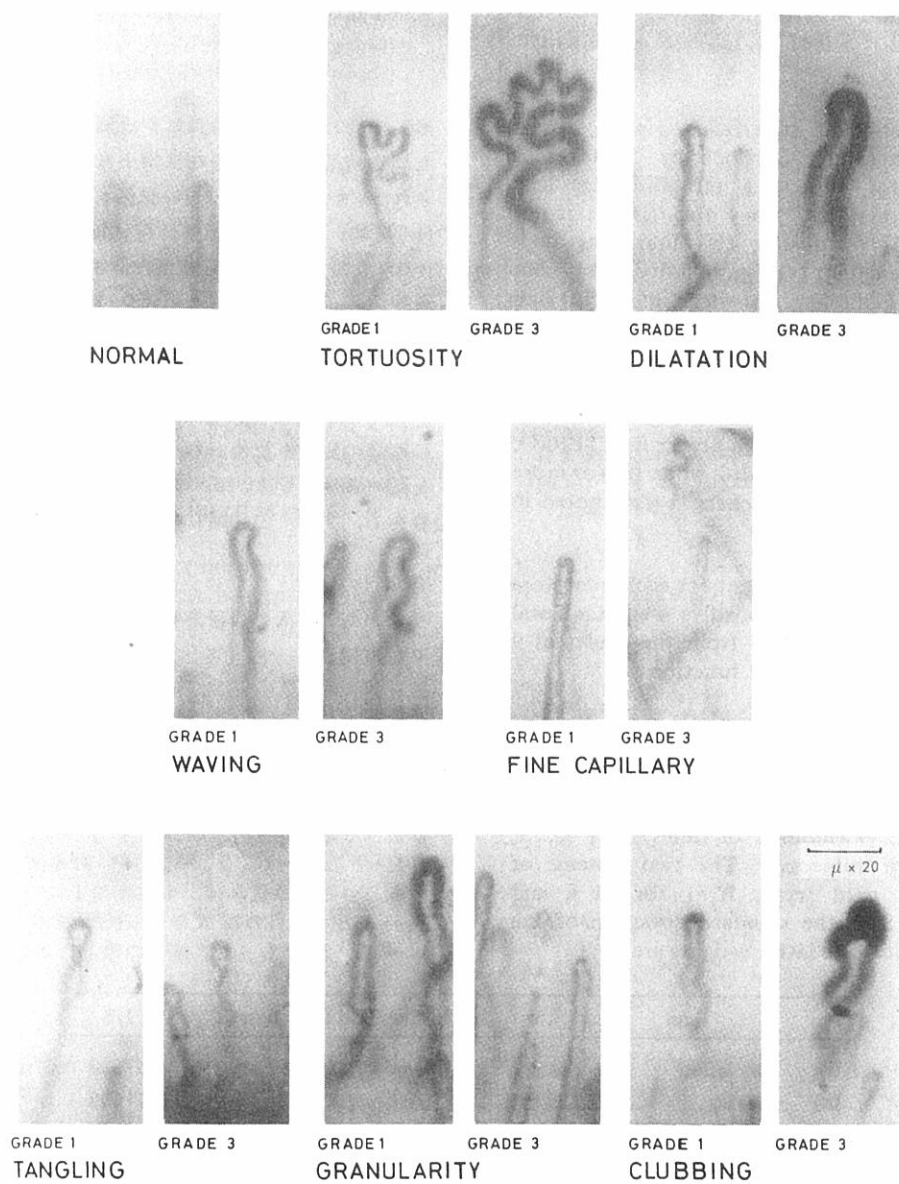 GRADE 1 GRADE 3 GRADE 1 GRADE 3
NORMAL TORTUOSITY DILATATION
GRADE 1 GRADE 3 GRADE 1 GRADE 3
WAVING FINE CAPILLARY
μ × 20
GRADE 1 GRADE 3 GRADE 1 GRADE 3 GRADE 1 GRADE 3
TANGLING GRANULARITY CLUBBING